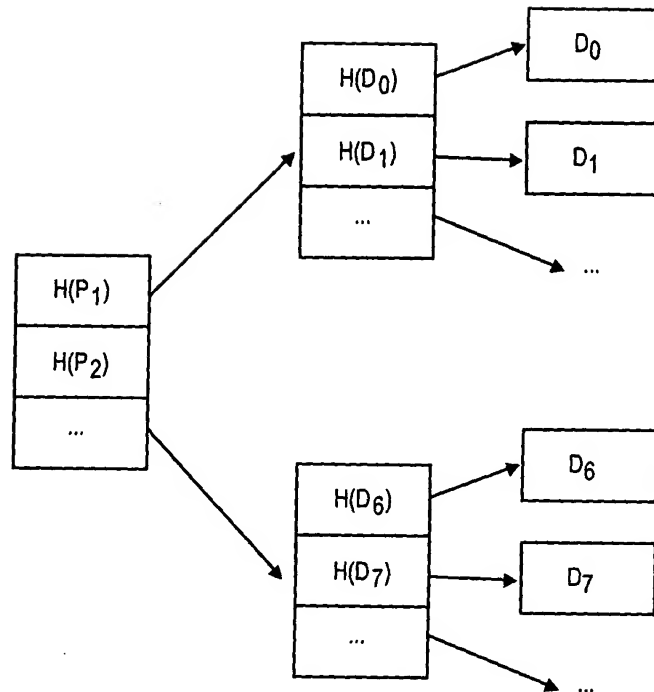 H(P1)
H(P2)
...
H(D0)
H(D1)
...
D0
D1
...
H(D6)
H(D7)
...
D6
D7
...